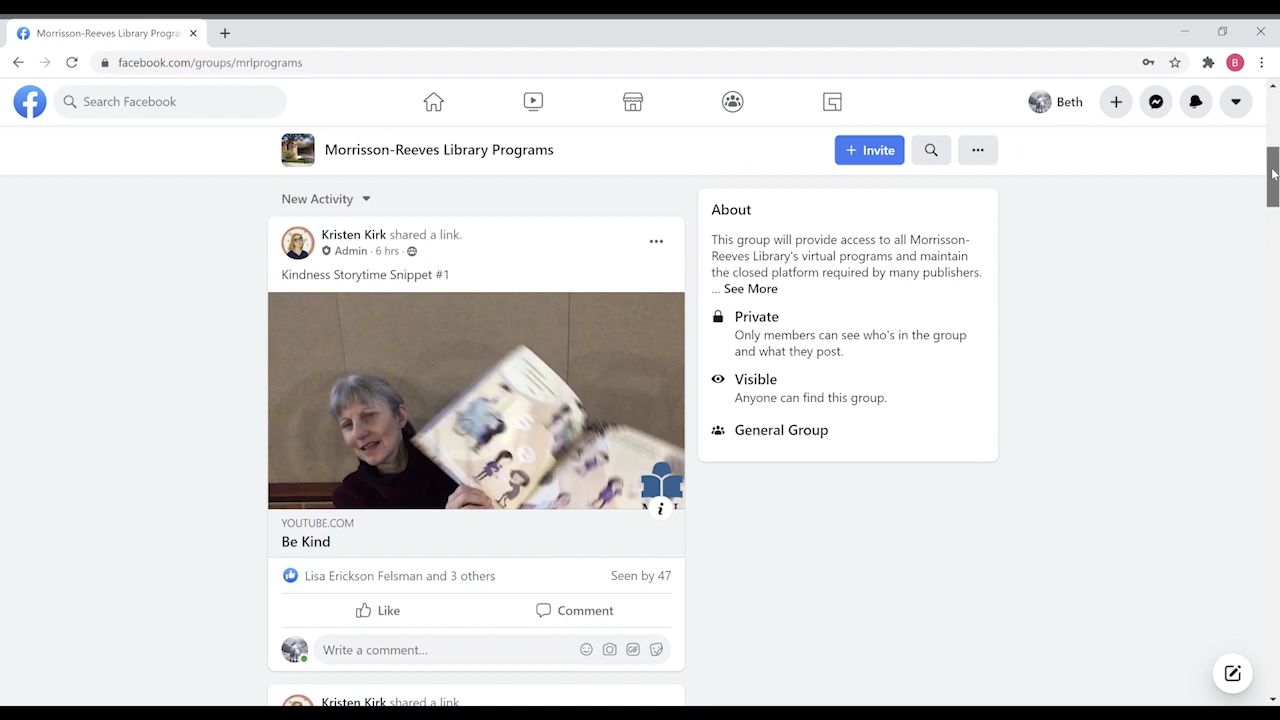 Morrisson-Reeves Library Progra
facebook.com/groups/mrlprograms
B
Search Facebook
Beth
Morrisson-Reeves Library Programs
+ Invite
New Activity
Kristen Kirk shared a link.
Admin · 6 hrs ·
Kindness Storytime Snippet #1
YOUTUBE.COM
Be Kind
Lisa Erickson Felsman and 3 others
Seen by 47
Like
Comment
Write a comment...
GIF
Kristen Kirk shared a link.
About
This group will provide access to all Morrisson-
Reeves Library's virtual programs and maintain
the closed platform required by many publishers.
... See More
Private
Only members can see who's in the group
and what they post.
Visible
Anyone can find this group.
General Group